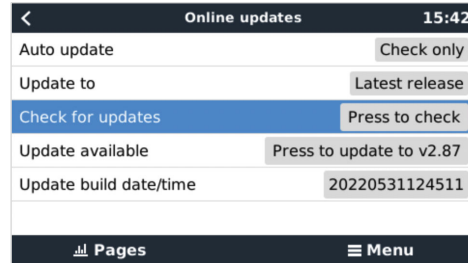 Online updates 15:42
Auto update Check only
Update to Latest release
Check for updates Press to check
Update available Press to update to v2.87
Update build date/time 20220531124511
Pages Menu